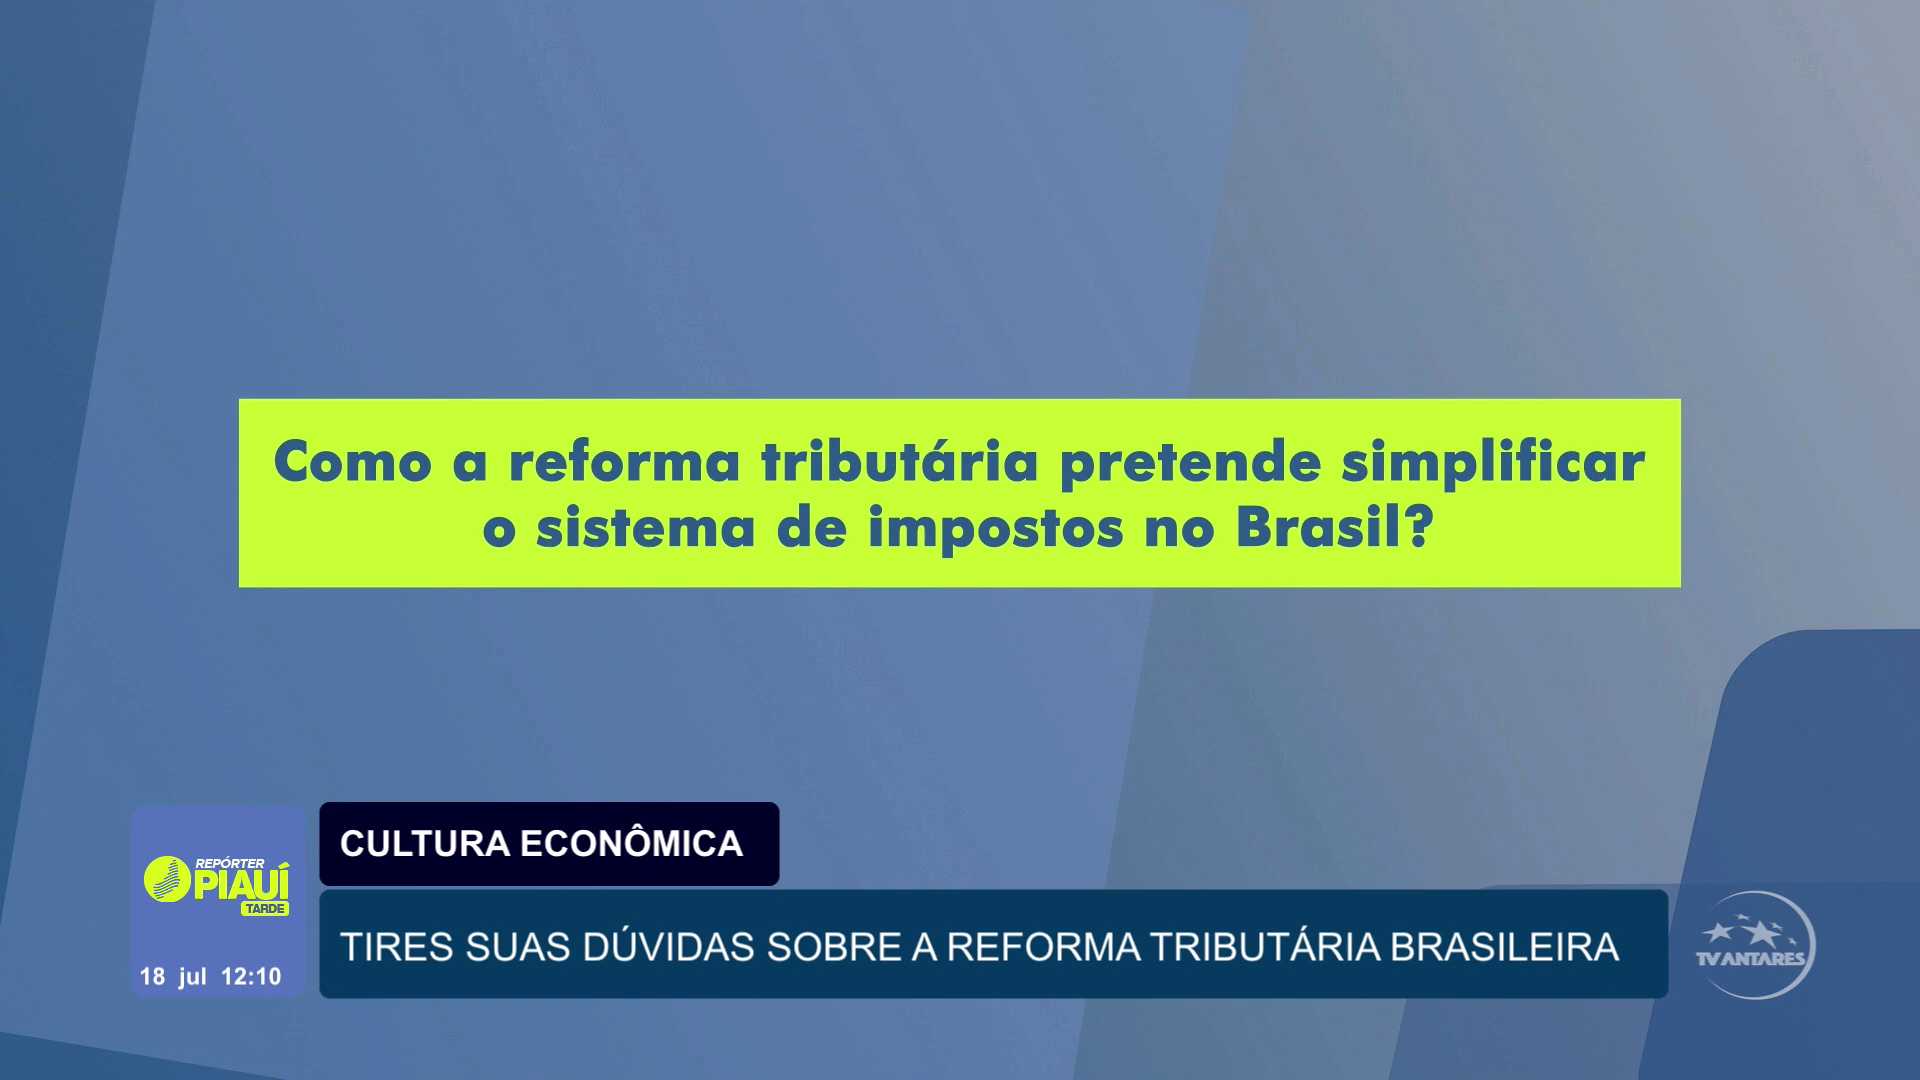 Como a reforma tributária pretende simplificar
o sistema de impostos no Brasil?
CULTURA ECONÔMICA
REPÓRTER
PIAUÍ
TARDE
18 jul 12:10
TIRES SUAS DÚVIDAS SOBRE A REFORMA TRIBUTÁRIA BRASILEIRA
TV ANTARES